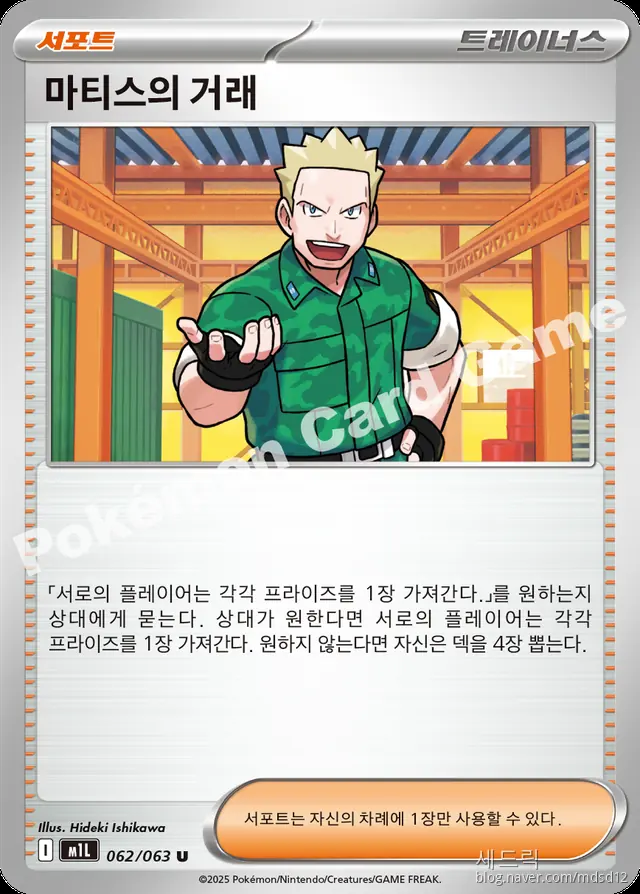 서포트
트레이너스
마티스의 거래
Pokémon Card Game
「서로의 플레이어는 각각 프라이즈를 1장 가져간다.」를 원하는지
상대에게 묻는다. 상대가 원한다면 서로의 플레이어는 각각
프라이즈를 1장 가져간다. 원하지 않는다면 자신은 덱을 4장 뽑는다.
서포트는 자신의 차례에 1장만 사용할 수 있다.
Illus. Hideki Ishikawa
I M1L 062/063 U
©2025 Pokémon/Nintendo/Creatures/GAME FREAK.
세드릭
blog.naver.com/mdsd12